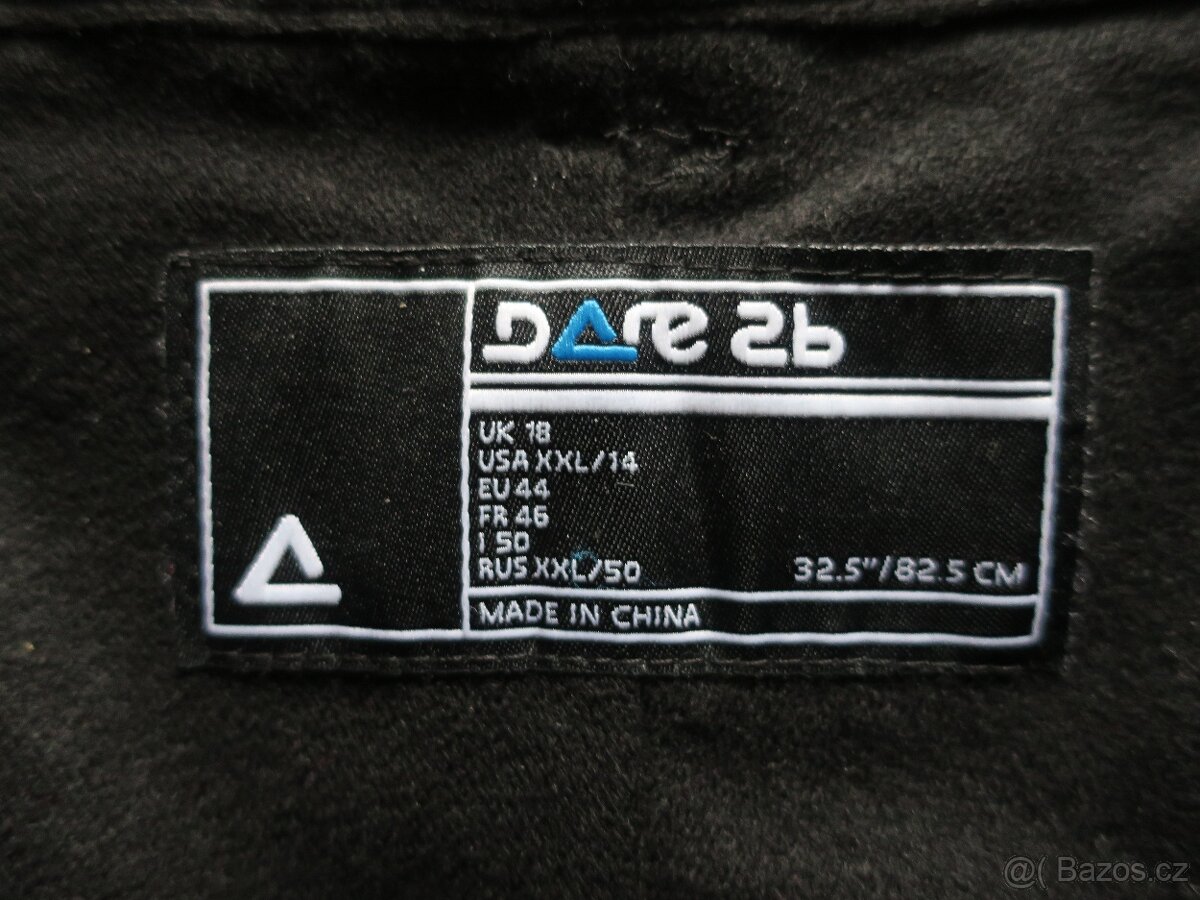 Dare 2b
UK 18
USA XXL/14
EU 44
FR 46
I 50
RUS XXL/50
32.5"/82.5 CM
MADE IN CHINA
@( Bazos.cz